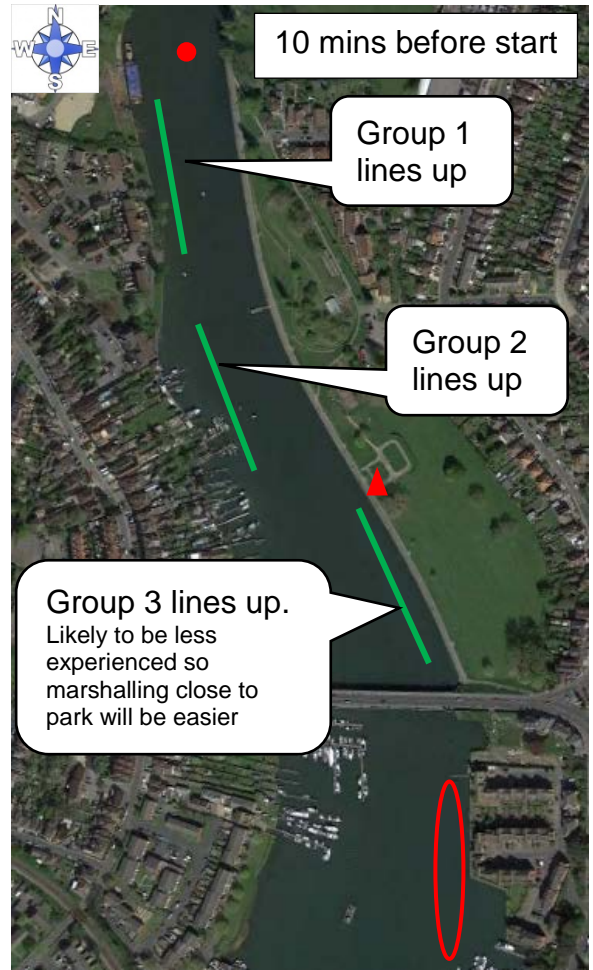 N
W
E
S
10 mins before start
Group 1
lines up
Group 2
lines up
Group 3 lines up.
Likely to be less
experienced so
marshalling close to
park will be easier